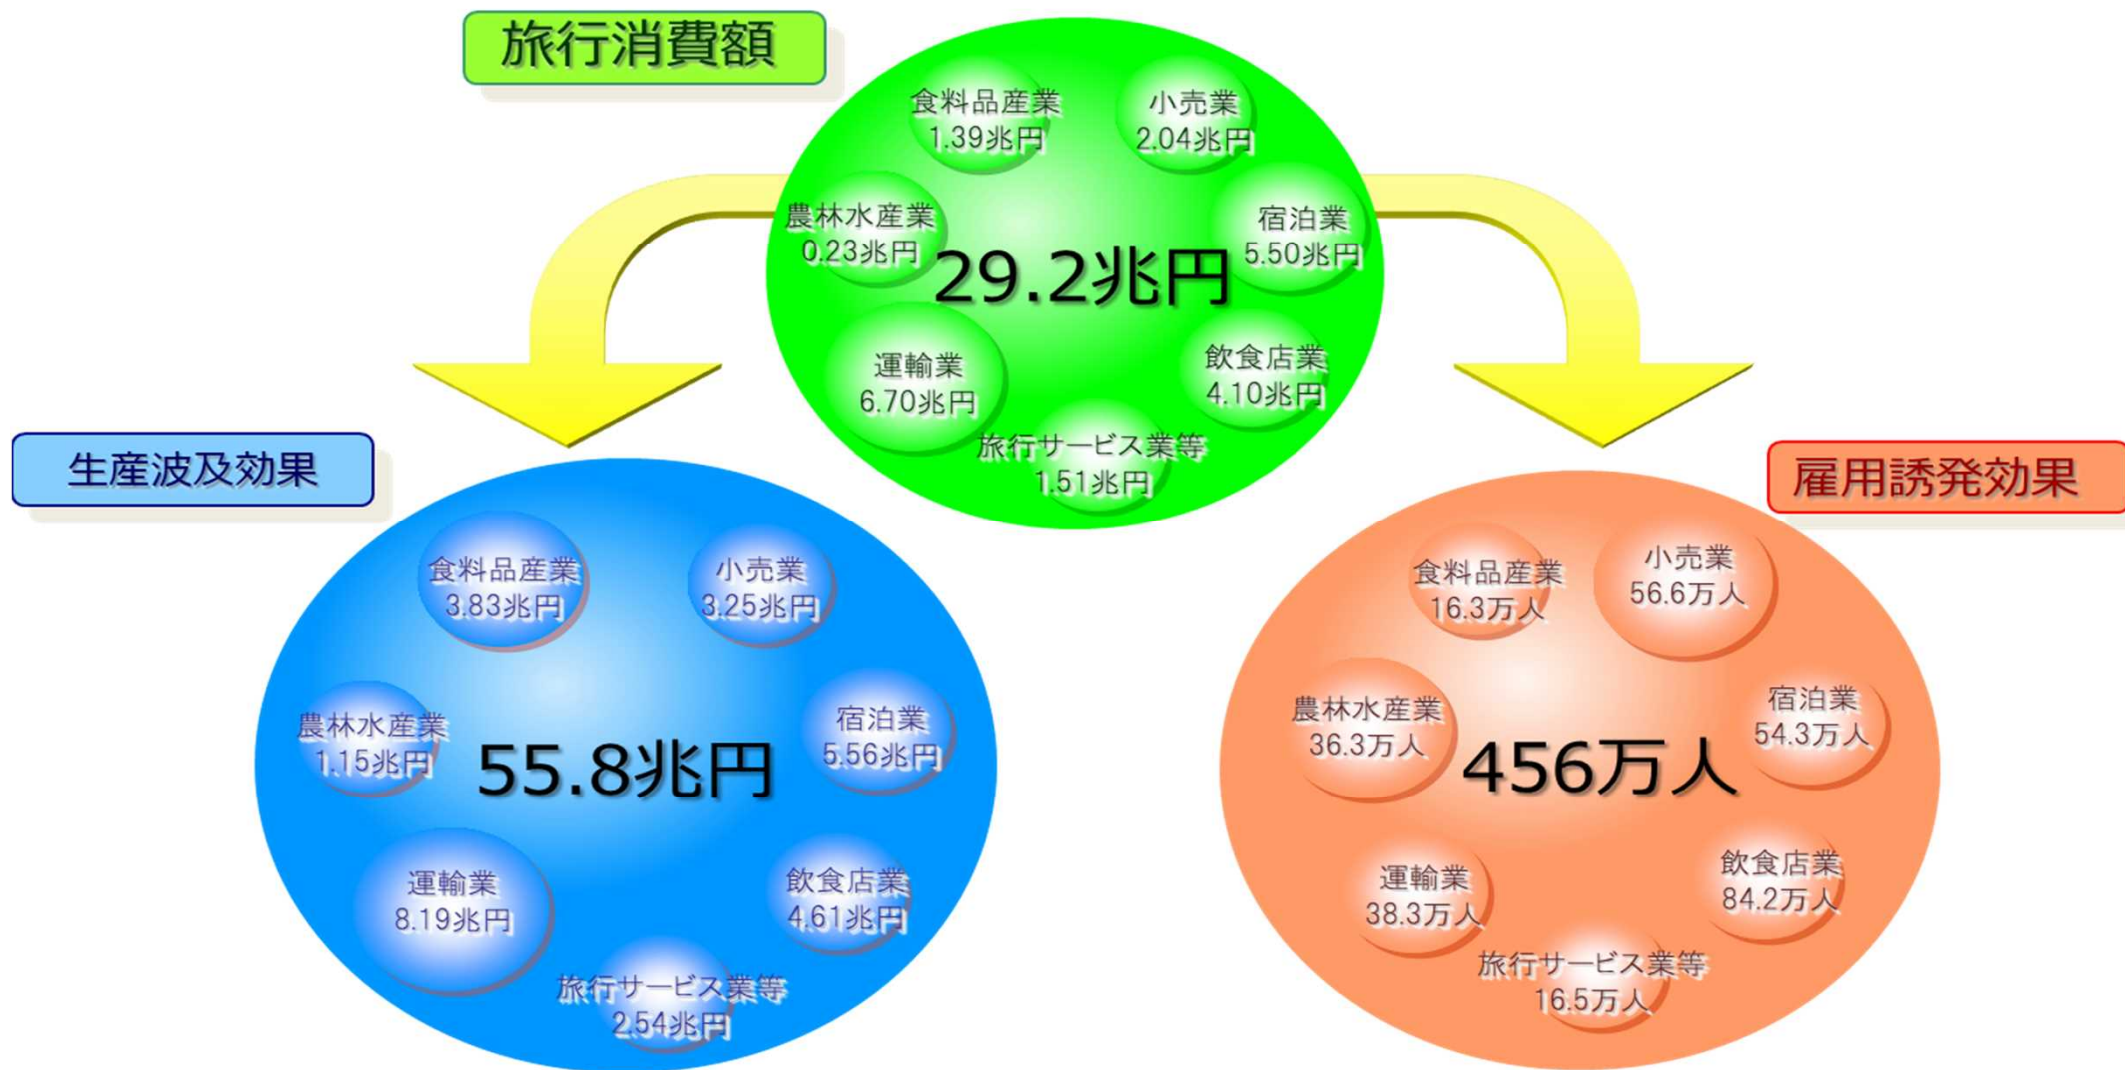 旅行消費額
食料品産業
1.39兆円
小売業
2.04兆円
農林水産業
0.23兆円
宿泊業
5.50兆円
29.2兆円
運輸業
6.70兆円
飲食店業
4.10兆円
旅行サービス業等
1.51兆円
生産波及効果
食料品産業
3.83兆円
小売業
3.25兆円
農林水産業
1.15兆円
宿泊業
5.56兆円
55.8兆円
運輸業
8.19兆円
飲食店業
4.61兆円
旅行サービス業等
2.54兆円
雇用誘発効果
食料品産業
16.3万人
小売業
56.6万人
農林水産業
36.3万人
宿泊業
54.3万人
456万人
運輸業
38.3万人
飲食店業
84.2万人
旅行サービス業等
16.5万人